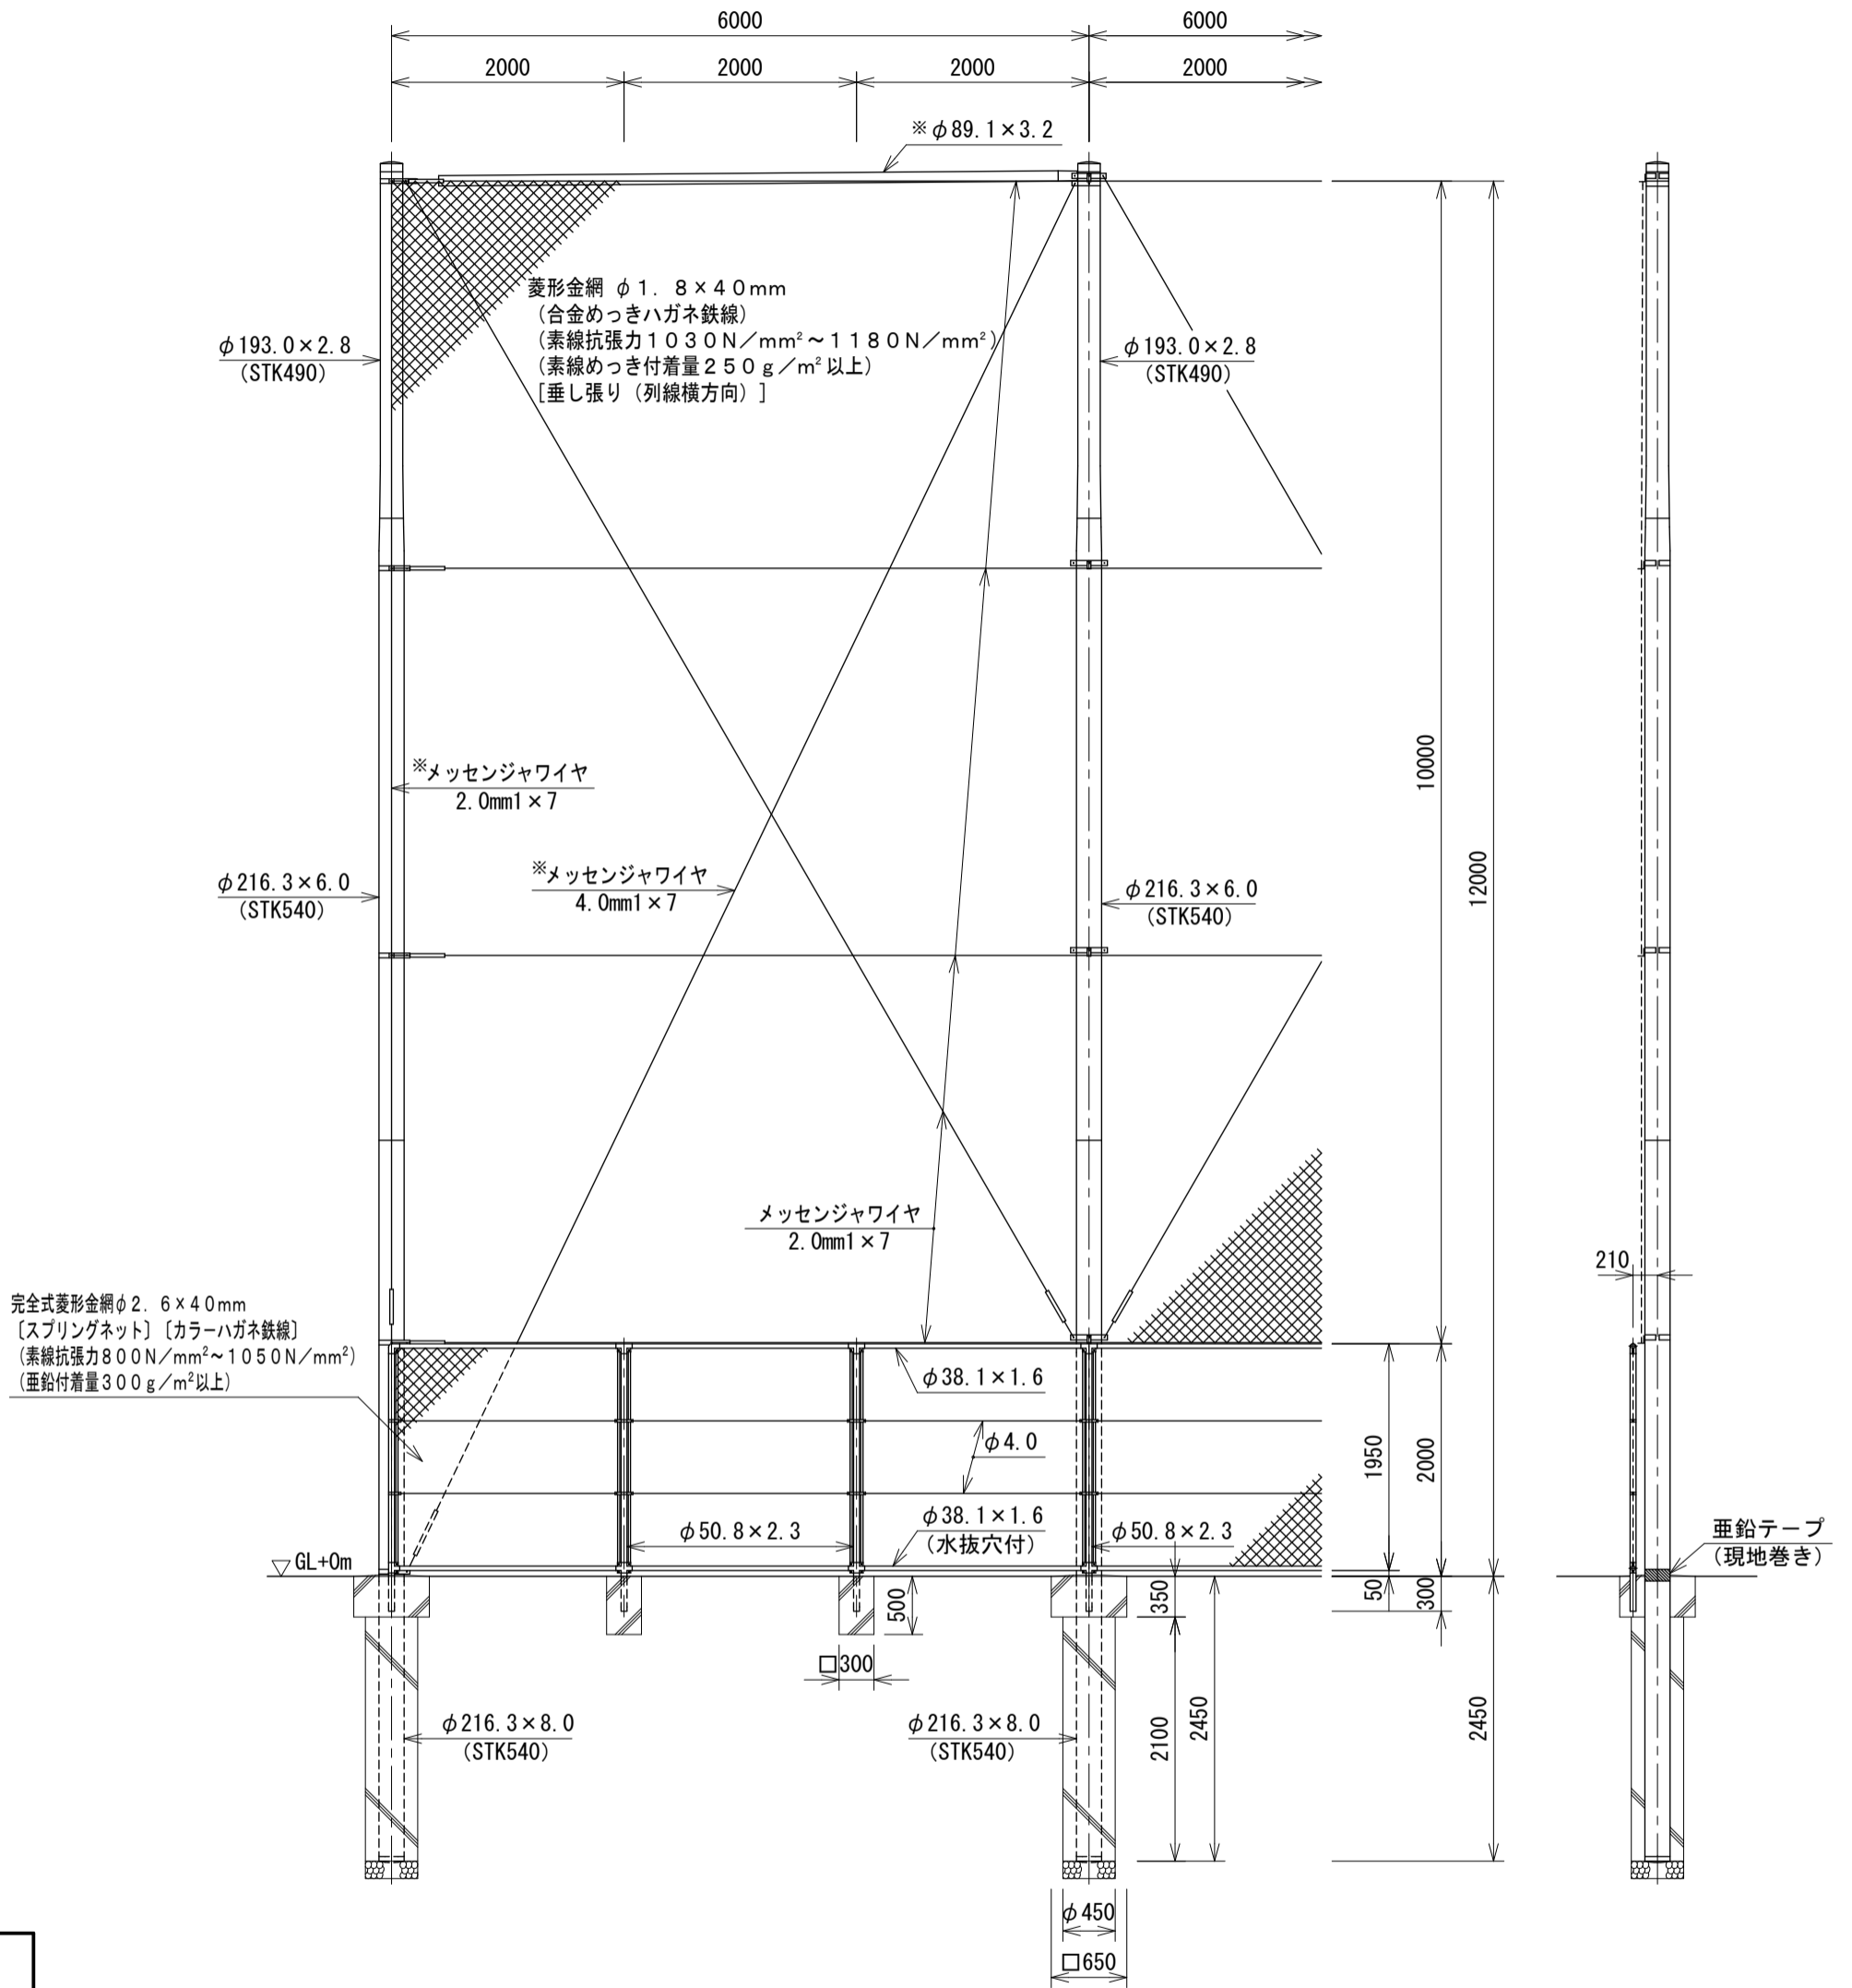 6000
6000
2000
2000
2000
2000
※φ89.1×3.2
菱形金網 φ1.8×40mm
(合金めっきハガネ鉄線)
(素線抗張力1030N/mm²~1180N/mm²)
(素線めっき付着量250g/m²以上)
[垂し張り(列線横方向)]
φ193.0×2.8
(STK490)
φ193.0×2.8
(STK490)
10000
12000
※メッセンジャワイヤ
2.0mm1×7
※メッセンジャワイヤ
4.0mm1×7
φ216.3×6.0
(STK540)
φ216.3×6.0
(STK540)
メッセンジャワイヤ
2.0mm1×7
210
完全式菱形金網φ2.6×40mm
〔スプリングネット〕〔カラーハガネ鉄線〕
(素線抗張力800N/mm²~1050N/mm²)
(亜鉛付着量300g/m²以上)
φ38.1×1.6
φ4.0
1950
2000
φ50.8×2.3
φ38.1×1.6
(水抜穴付)
φ50.8×2.3
亜鉛テープ
(現地巻き)
▽ GL+0m
500
350
50
300
□300
φ216.3×8.0
(STK540)
φ216.3×8.0
(STK540)
2100
2450
2450
φ450
□650